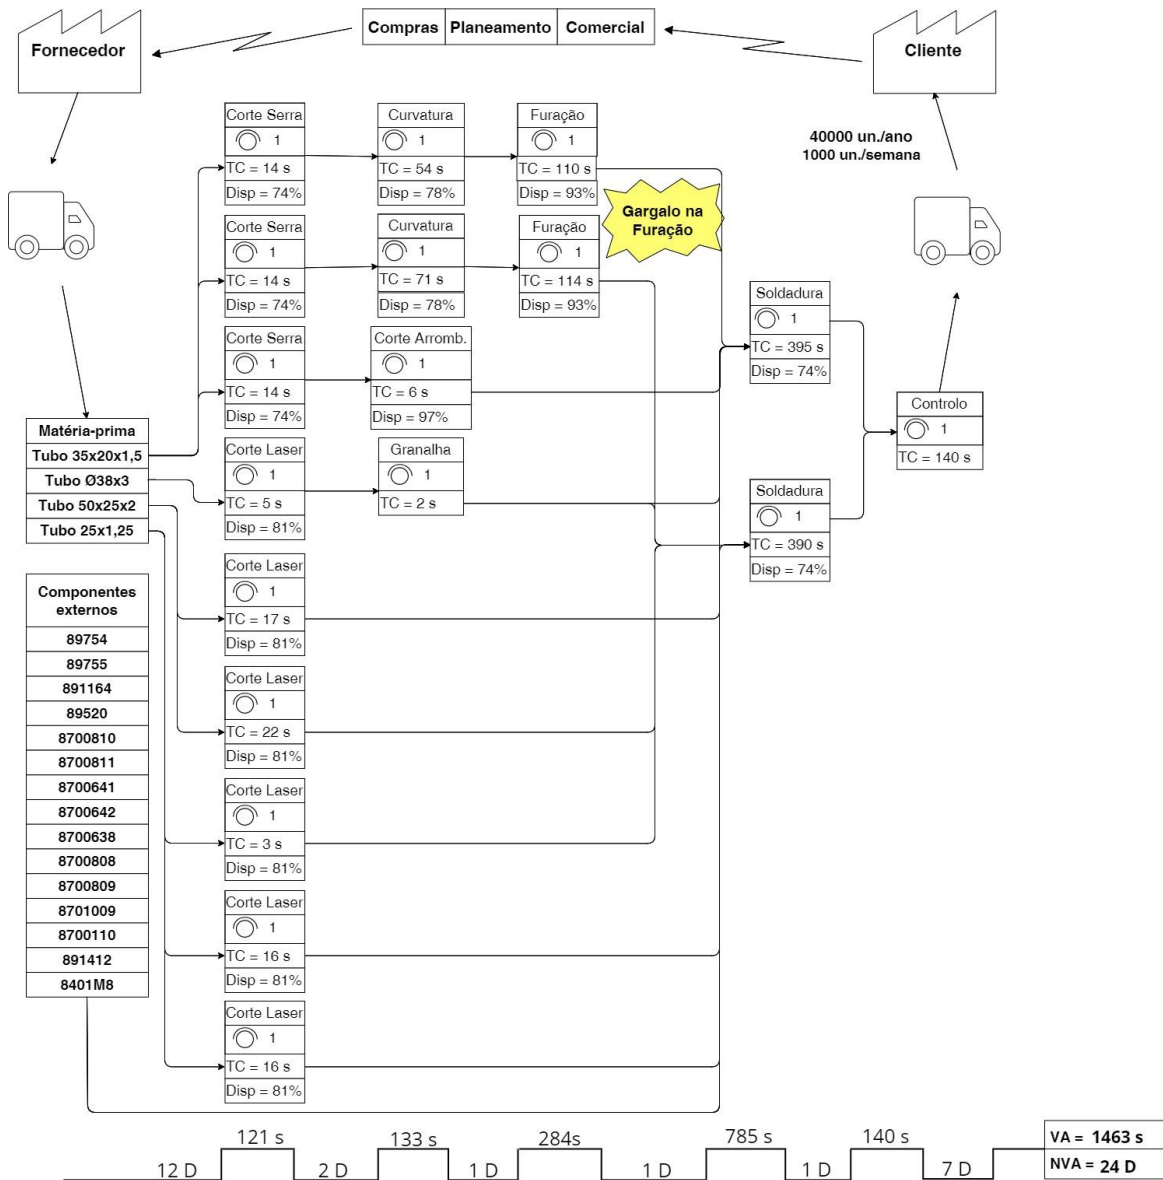 Fornecedor
Compras Planeamento Comercial
Cliente
40000 un./ano
1000 un./semana
Corte Serra
1
TC = 14 s
Disp = 74%
Curvatura
1
TC = 54 s
Disp = 78%
Furação
1
TC = 110 s
Disp = 93%
Gargalo na
Furação
Corte Serra
1
TC = 14 s
Disp = 74%
Curvatura
1
TC = 71 s
Disp = 78%
Furação
1
TC = 114 s
Disp = 93%
Corte Serra
1
TC = 14 s
Disp = 74%
Corte Arromb.
1
TC = 6 s
Disp = 97%
Soldadura
1
TC = 395 s
Disp = 74%
Controlo
1
TC = 140 s
Matéria-prima
Tubo 35x20x1,5
Tubo Ø38x3
Tubo 50x25x2
Tubo 25x1,25
Corte Laser
1
TC = 5 s
Disp = 81%
Granalha
1
TC = 2 s
Soldadura
1
TC = 390 s
Disp = 74%
Componentes
externos
89754
89755
891164
89520
8700810
8700811
8700641
8700642
8700638
8700808
8700809
8701009
8700110
891412
8401M8
Corte Laser
1
TC = 17 s
Disp = 81%
Corte Laser
1
TC = 22 s
Disp = 81%
Corte Laser
1
TC = 3 s
Disp = 81%
Corte Laser
1
TC = 16 s
Disp = 81%
Corte Laser
1
TC = 16 s
Disp = 81%
121 s 133 s 284s 785 s 140 s
12 D 2 D 1 D 1 D 1 D 7 D
VA = 1463 s
NVA = 24 D